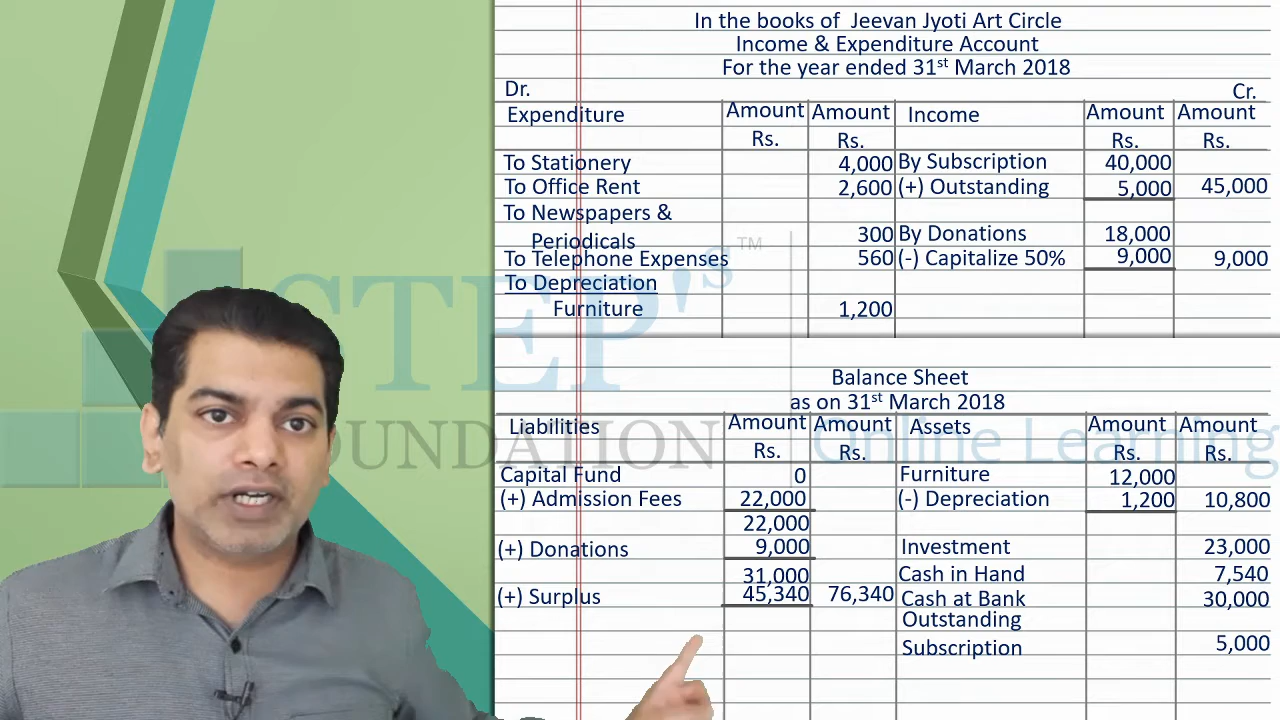 In the books of Jeevan Jyoti Art Circle
Income & Expenditure Account
For the year ended 31st March 2018
Dr. Cr.
Expenditure Amount Rs. Amount Rs. Income Amount Rs. Amount Rs.
To Stationery 4,000 By Subscription 40,000
To Office Rent 2,600 (+) Outstanding 5,000 45,000
To Newspapers &
Periodicals 300 By Donations 18,000
To Telephone Expenses 560 (-) Capitalize 50% 9,000 9,000
To Depreciation
Furniture 1,200
STEP's™
FOUNDATION Online Learning
Balance Sheet
as on 31st March 2018
Liabilities Amount Rs. Amount Rs. Assets Amount Rs. Amount Rs.
Capital Fund 0 Furniture 12,000
(+) Admission Fees 22,000 (-) Depreciation 1,200 10,800
22,000
(+) Donations 9,000 Investment 23,000
31,000 Cash in Hand 7,540
(+) Surplus 45,340 76,340 Cash at Bank 30,000
Outstanding
Subscription 5,000